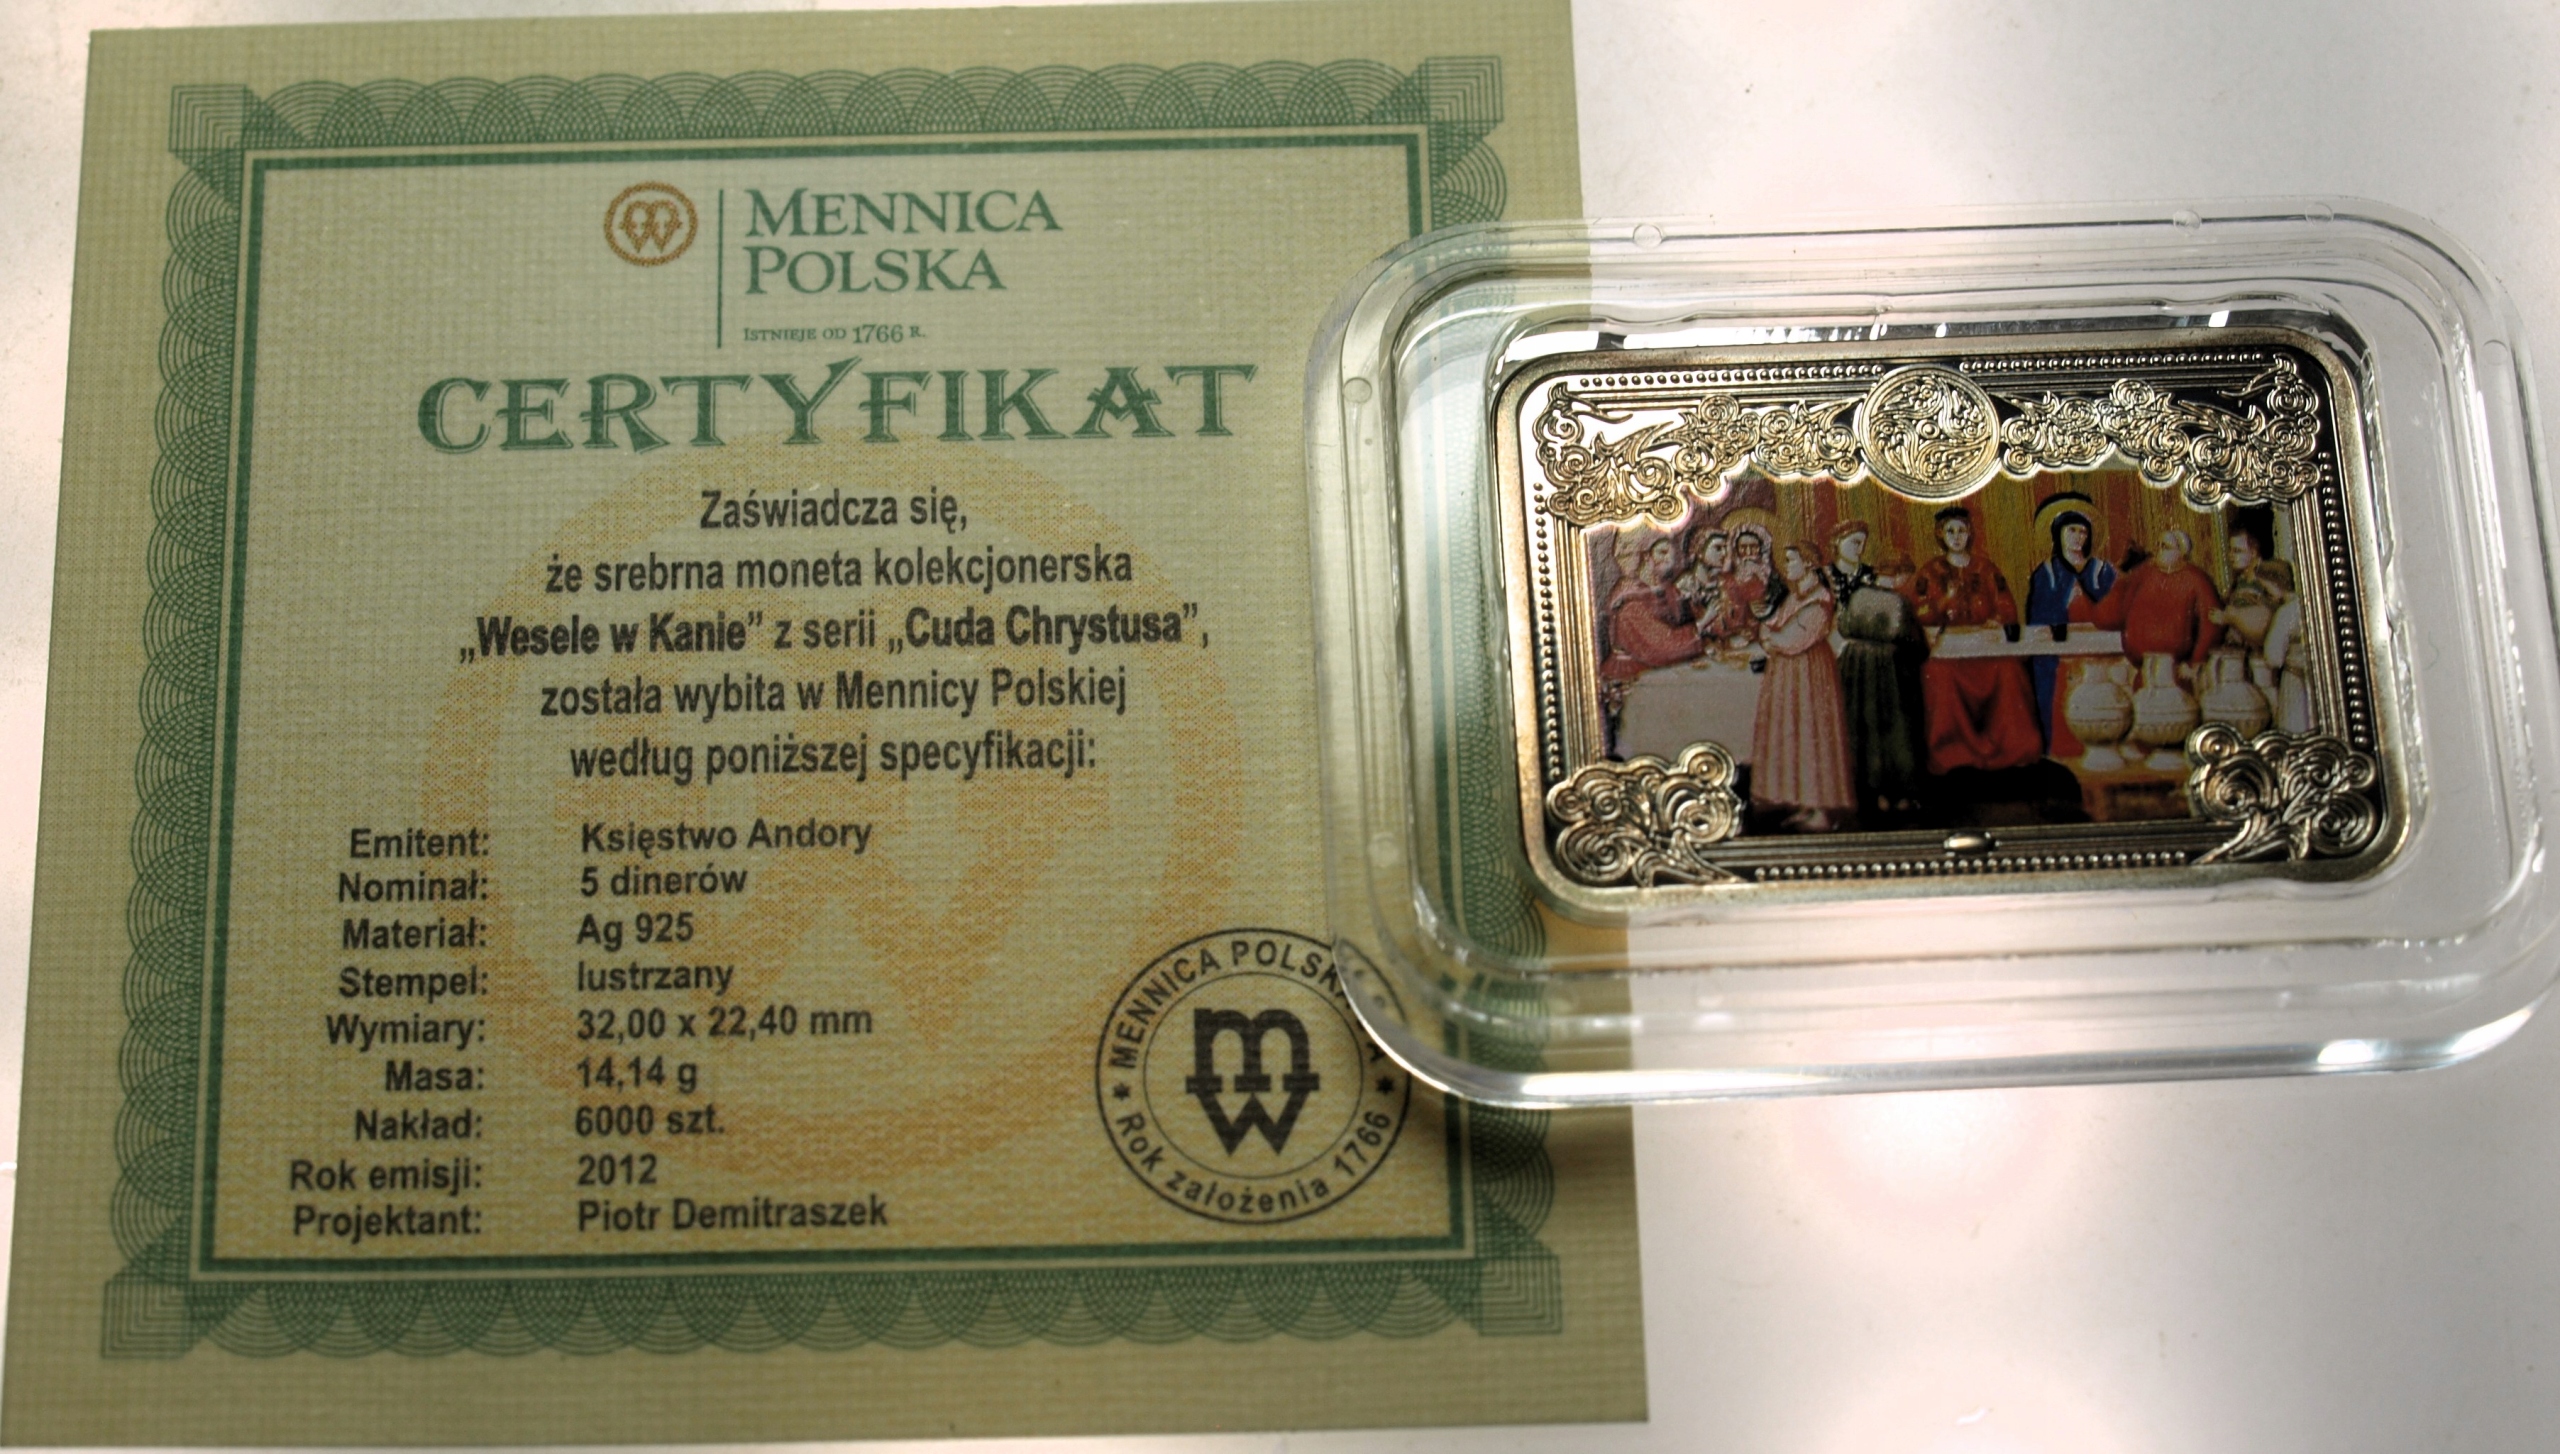 MENNICA
POLSKA
ISTNIEJE OD 1766 R.
CERTYFIKAT
Zaświadcza się,
że srebrna moneta kolekcjonerska
„Wesele w Kanie” z serii „Cuda Chrystusa”,
została wybita w Mennicy Polskiej
według poniższej specyfikacji:
Emitent: Księstwo Andory
Nominał: 5 dinerów
Materiał: Ag 925
Stempel: lustrzany
Wymiary: 32,00 x 22,40 mm
Masa: 14,14 g
Nakład: 6000 szt.
Rok emisji: 2012
Projektant: Piotr Demitraszek
MENNICA POLSKA
mw
Rok założenia 1766